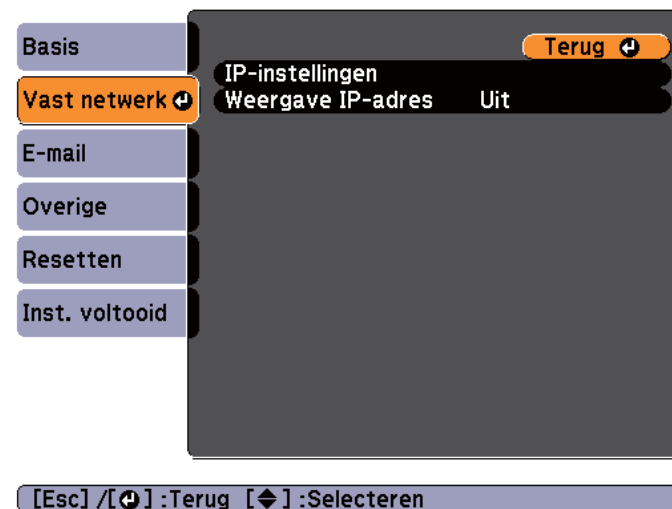 Basis
Terug
IP-instellingen
Vast netwerk
Weergave IP-adres Uit
E-mail
Overige
Resetten
Inst. voltooid
[Esc] /[ ] :Terug [ ] :Selecteren